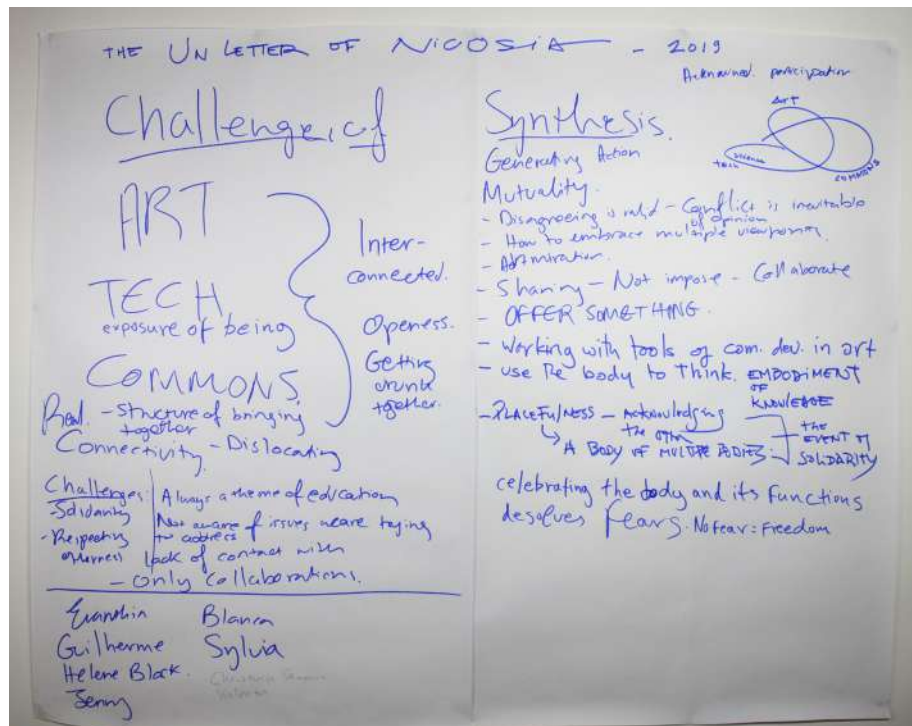 THE UN LETTER OF NICOSIA - 2019
Challenge, of
ART
TECH
exposure of being
COMMONS.
Inter-
connected.
Openess.
Getting
drunk
together.
Real. - Structure of bringing
together
Connectivity - Dislocating
Challenges:
Solidarity
- Respecting
otherness
Always a theme of education
Not aware of issues we are trying
to address
lack of contact with
- only collaborations.
Guilherme
Helene Black.
Jenny
Blanca
Sylvia
participation
ART
science
TECH
COMMONS
Synthesis.
Generating Action
Mutuality.
- Disagreeing is valid - Conflict is inevitable
of opinion
- How to embrace multiple viewpoints.
- Admiration.
- Sharing - Not impose - Collaborate
- OFFER SOMETHING.
- Working with tools of com. dev. in art
- use the body to Think. EMBODIMENT
OF
KNOWLEDGE
- PLACEFULNESS - ACKNOWLEDGING
THE OTHER
A BODY OF MULTIPLE BODIES
THE
EVENT OF
SOLIDARITY
celebrating the body and its functions
desolves fears. No fear = Freedom